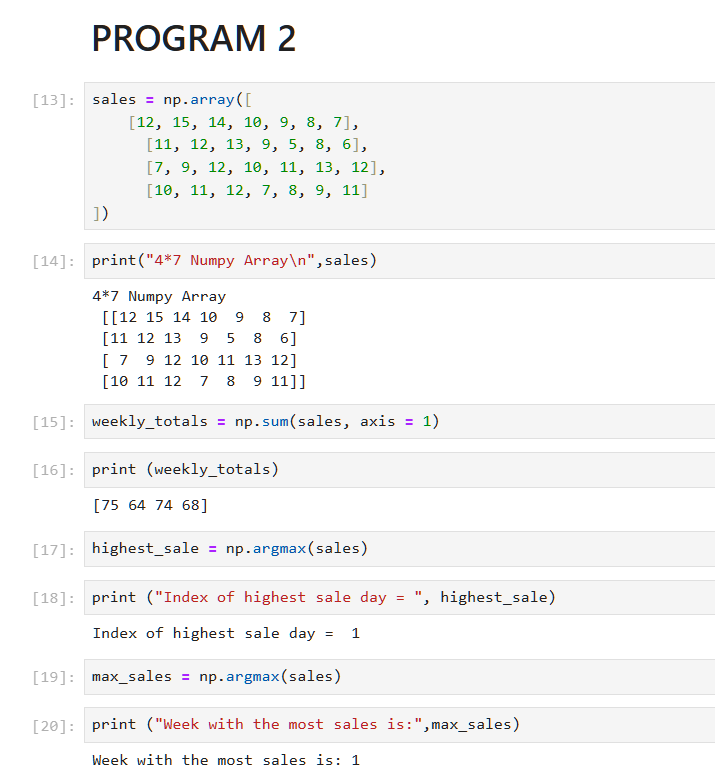 PROGRAM 2
[13]: sales = np.array([
[12, 15, 14, 10, 9, 8, 7],
[11, 12, 13, 9, 5, 8, 6],
[7, 9, 12, 10, 11, 13, 12],
[10, 11, 12, 7, 8, 9, 11]
])
[14]: print("4*7 Numpy Array\n",sales)
4*7 Numpy Array
[[12 15 14 10  9  8  7]
[11 12 13  9  5  8  6]
[ 7  9 12 10 11 13 12]
[10 11 12  7  8  9 11]]
[15]: weekly_totals = np.sum(sales, axis = 1)
[16]: print (weekly_totals)
[75 64 74 68]
[17]: highest_sale = np.argmax(sales)
[18]: print ("Index of highest sale day = ", highest_sale)
Index of highest sale day =  1
[19]: max_sales = np.argmax(sales)
[20]: print ("Week with the most sales is:",max_sales)
Week with the most sales is: 1